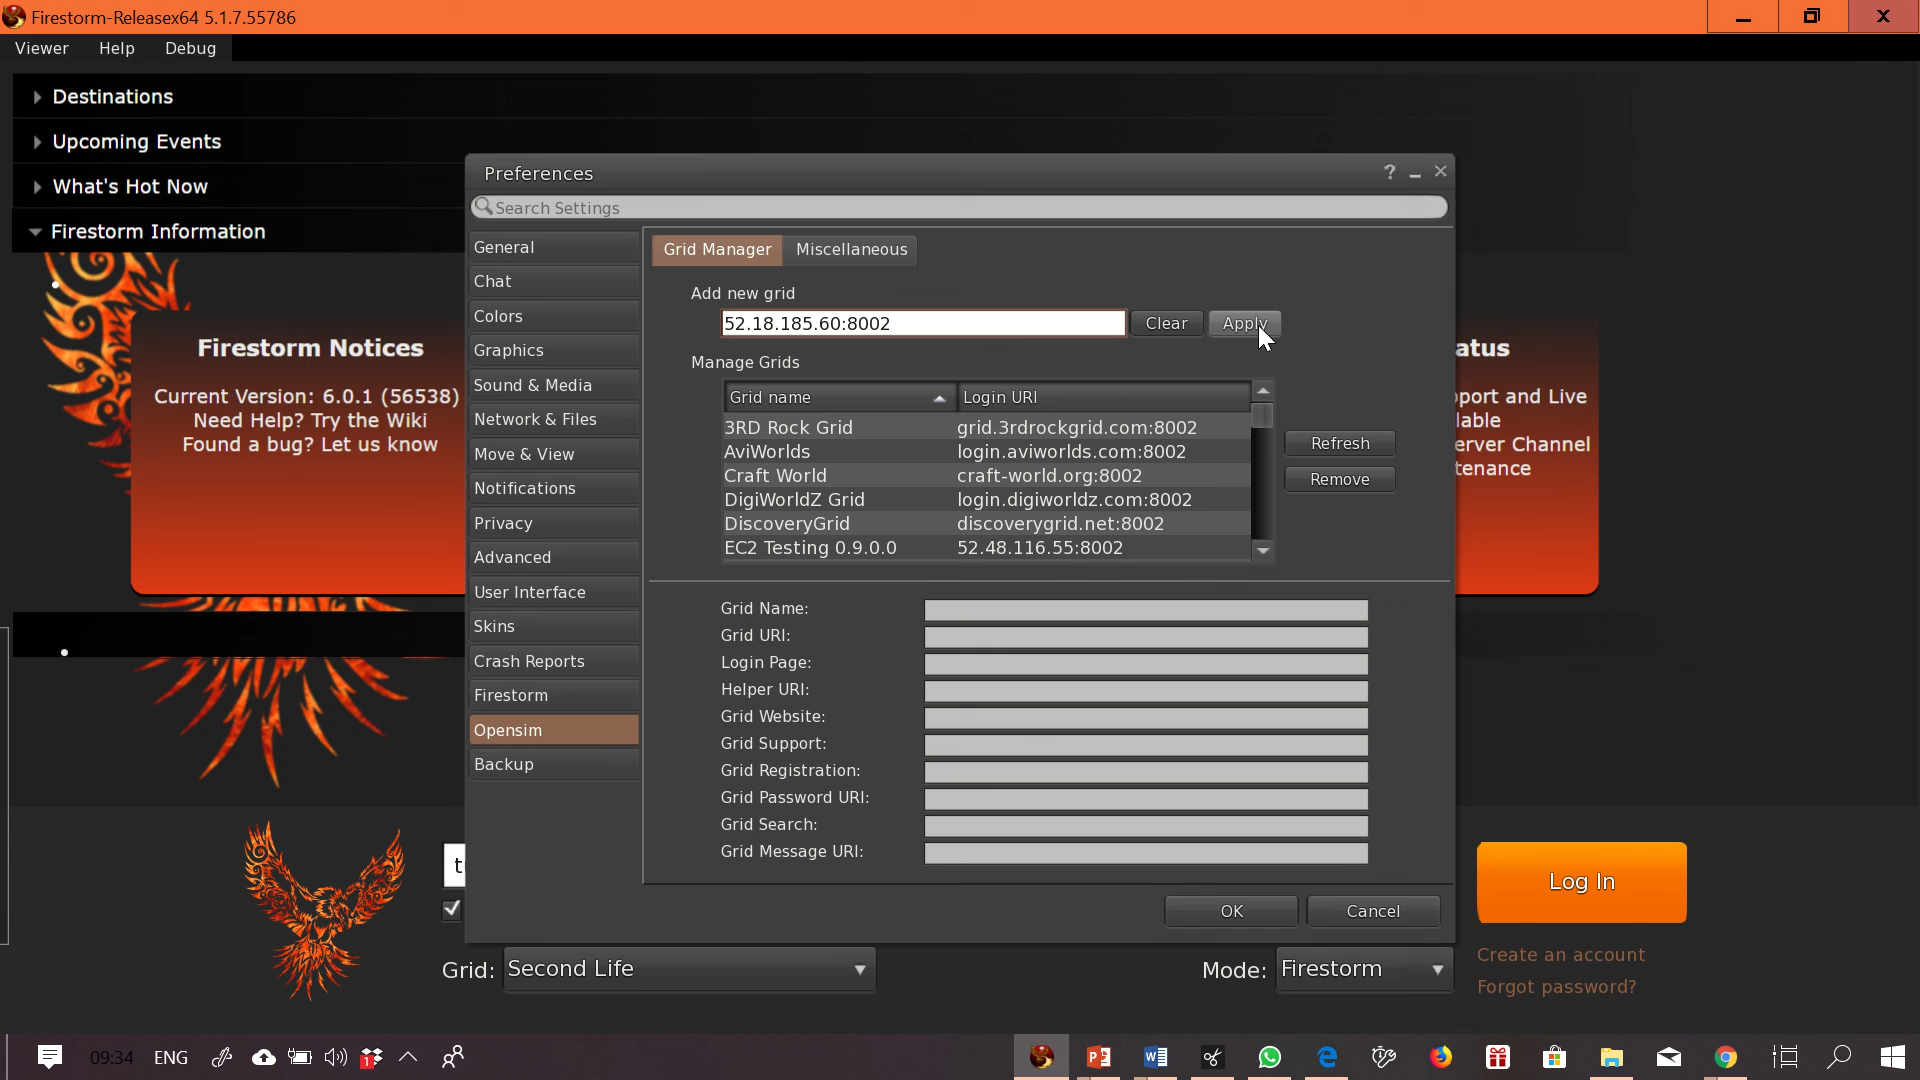 Firestorm-Releasex64 5.1.7.55786
Viewer Help Debug
Destinations
Upcoming Events
What's Hot Now
Firestorm Information
Firestorm Notices
Current Version: 6.0.1 (56538)
Need Help? Try the Wiki
Found a bug? Let us know
Preferences
?
Search Settings
General
Chat
Colors
Graphics
Sound & Media
Network & Files
Move & View
Notifications
Privacy
Advanced
User Interface
Skins
Crash Reports
Firestorm
Opensim
Backup
Grid Manager Miscellaneous
Add new grid
52.18.185.60:8002 Clear Apply
Manage Grids
Grid name Login URI
3RD Rock Grid grid.3rdrockgrid.com:8002
AviWorlds login.aviworlds.com:8002
Craft World craft-world.org:8002
DigiWorldZ Grid login.digiworldz.com:8002
DiscoveryGrid discoverygrid.net:8002
EC2 Testing 0.9.0.0 52.48.116.55:8002
Refresh
Remove
Grid Name:
Grid URI:
Login Page:
Helper URI:
Grid Website:
Grid Support:
Grid Registration:
Grid Password URI:
Grid Search:
Grid Message URI:
OK Cancel
atus
port and Live
lable
erver Channel
tenance
Log In
Grid: Second Life
Mode: Firestorm
Create an account
Forgot password?
09:34 ENG
1